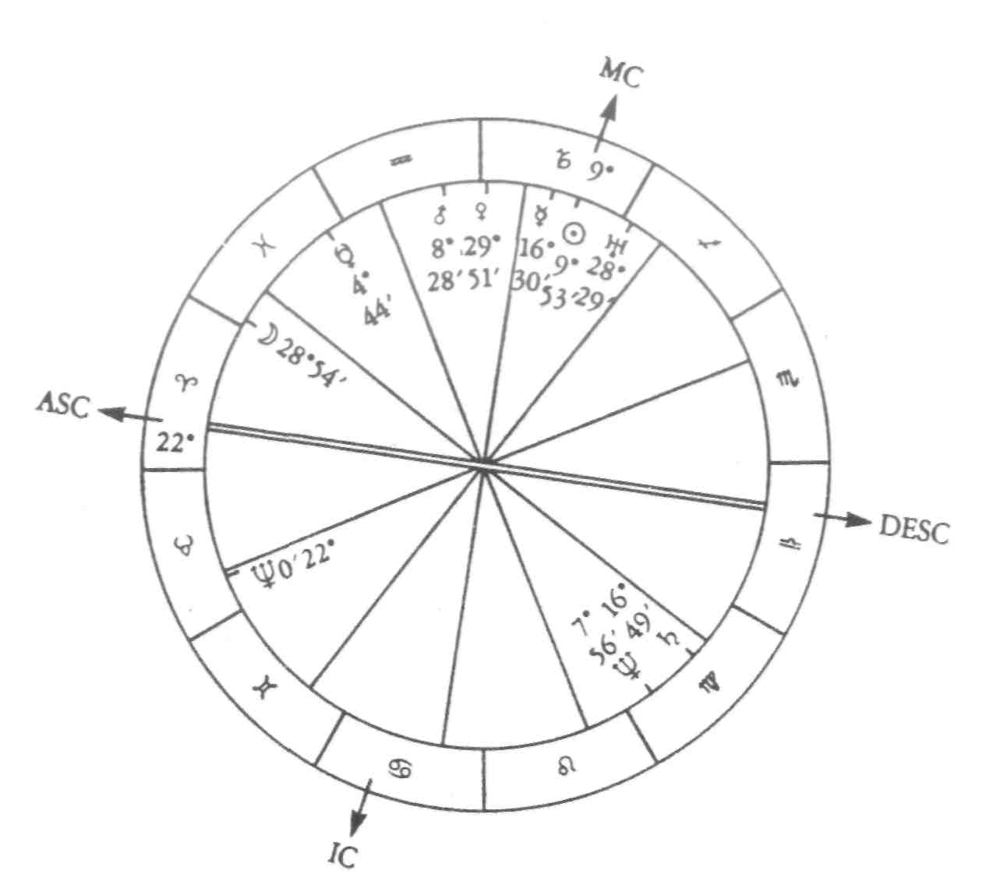 MC
♑ 9°
♒
♐
♂ ♀ ☿ ☉ ♅
8° 29° 16° 9° 28°
28′ 51′ 30′ 53′ 29′
♓
4°
44′
☽ 28° 54′
♈
ASC
22°
♏
♎
DESC
♉
♆ 0′ 22°
7° 16°
56′ 49′
♆ ♄
♊
♍
♋
♌
IC